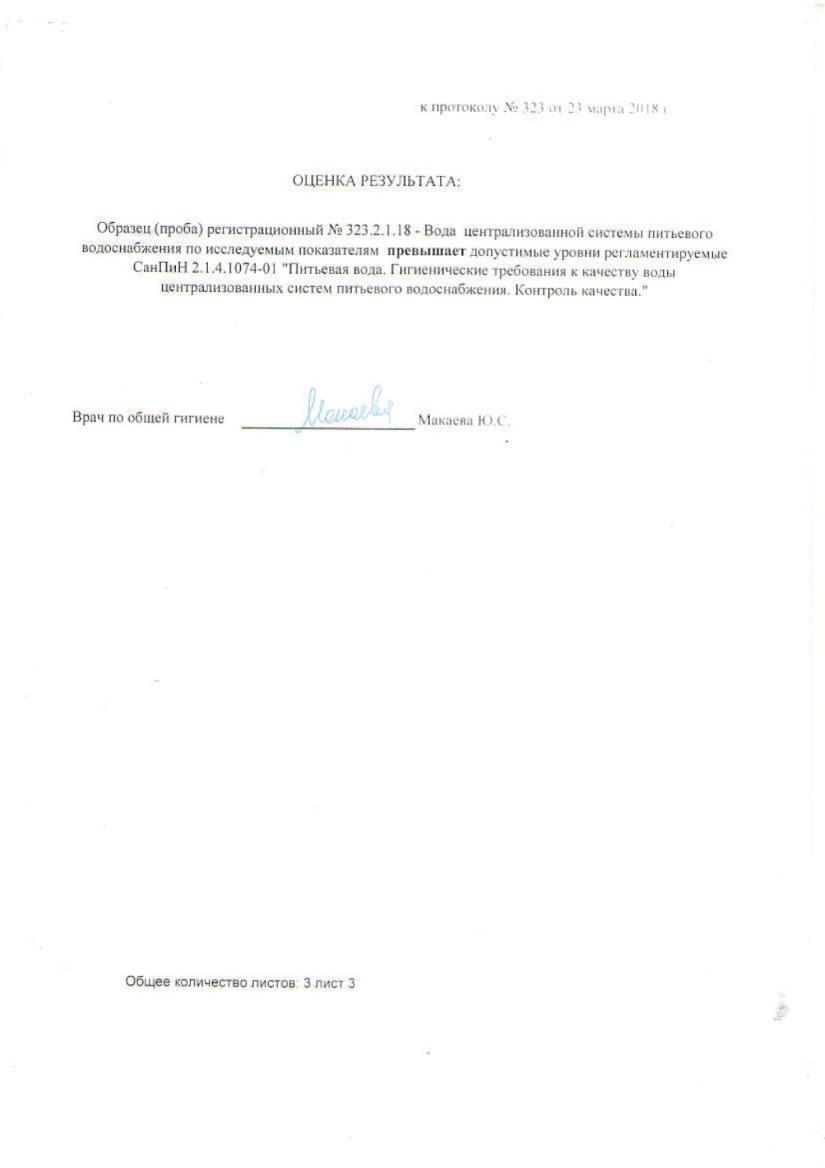 к протоколу № 323 от 23 марта 2018 г
ОЦЕНКА РЕЗУЛЬТАТА:
Образец (проба) регистрационный № 323.2.1.18 - Вода централизованной системы питьевого
водоснабжения по исследуемым показателям превышает допустимые уровни регламентируемые
СанПиН 2.1.4.1074-01 "Питьевая вода. Гигиенические требования к качеству воды
централизованных систем питьевого водоснабжения. Контроль качества."
Врач по общей гигиене Макаева Макаева Ю.С.
Общее количество листов: 3 лист 3